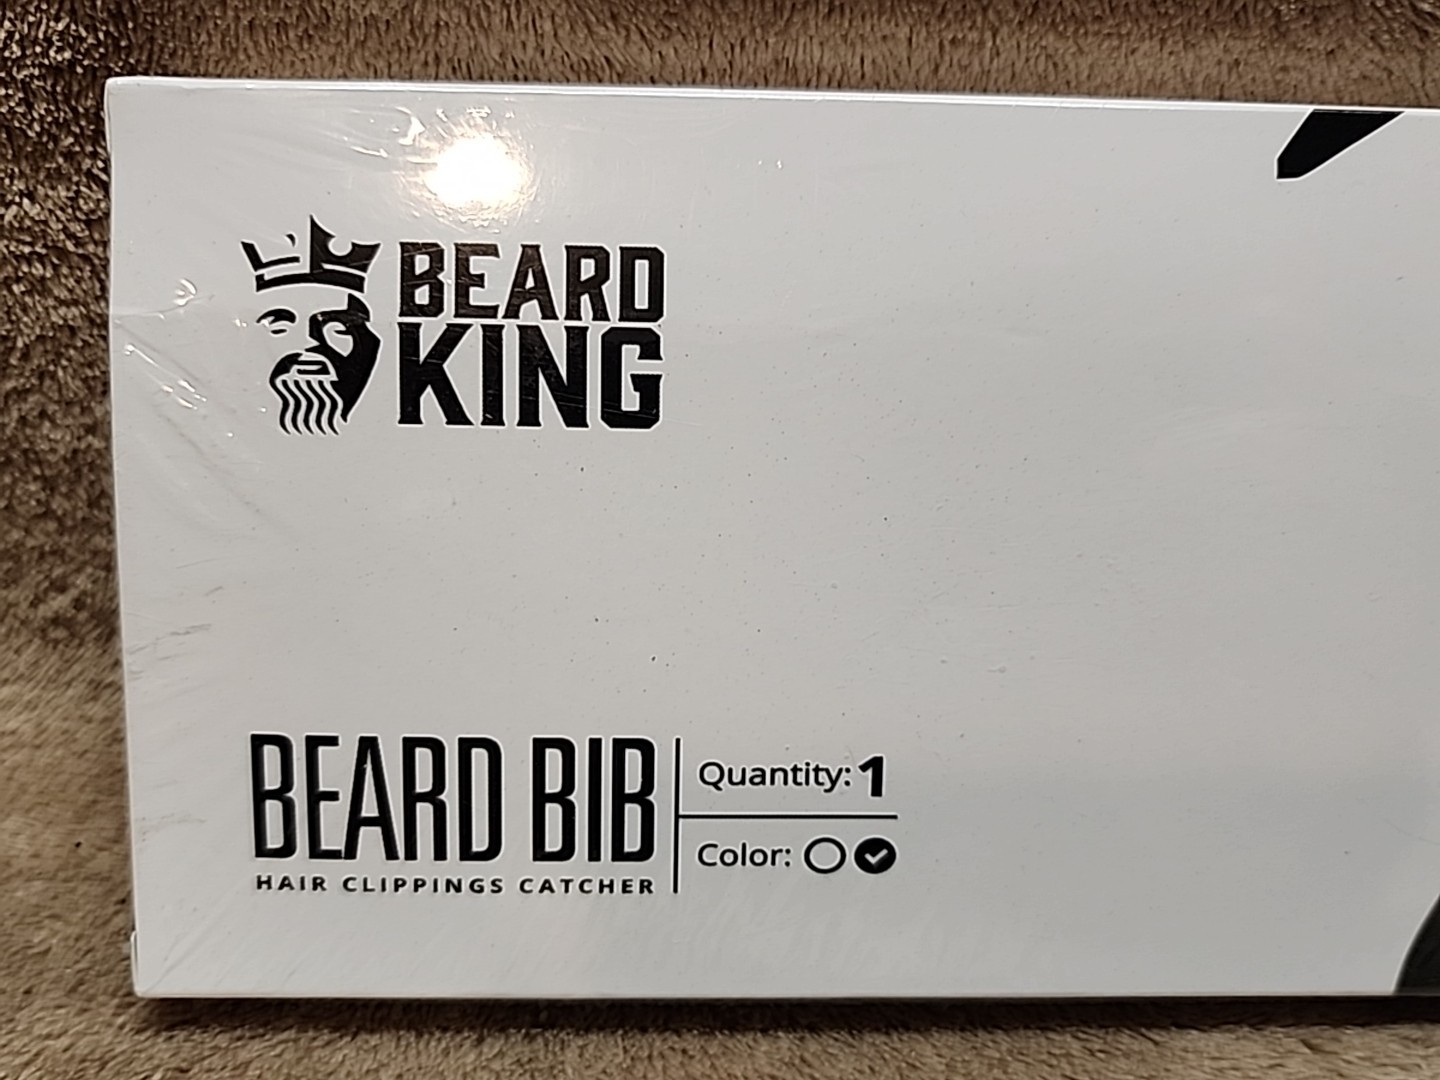 BEARD
KING
BEARD BIB
HAIR CLIPPINGS CATCHER
Quantity: 1
Color: